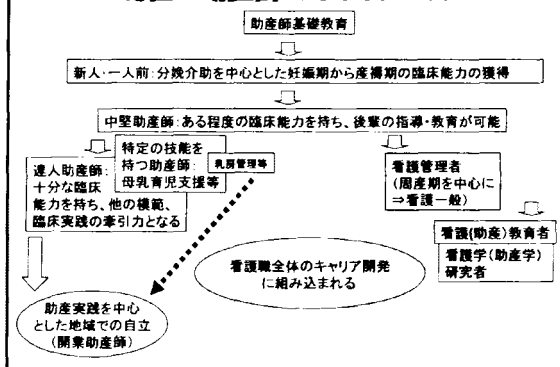 助産師基礎教育
新人・一人前:分娩介助を中心とした妊娠期から産褥期の臨床能力の獲得
中堅助産師:ある程度の臨床能力を持ち、後輩の指導・教育が可能
特定の技能を
持つ助産師:
母乳育児支援等
乳房管理等
達人助産師:
十分な臨床
能力を持ち、他の模範、
臨床実践の牽引力となる
看護管理者
(周産期を中心に
⇒看護一般)
看護(助産)教育者
看護学(助産学)
研究者
看護職全体のキャリア開発
に組み込まれる
助産実践を中心
とした地域での自立
(開業助産師)